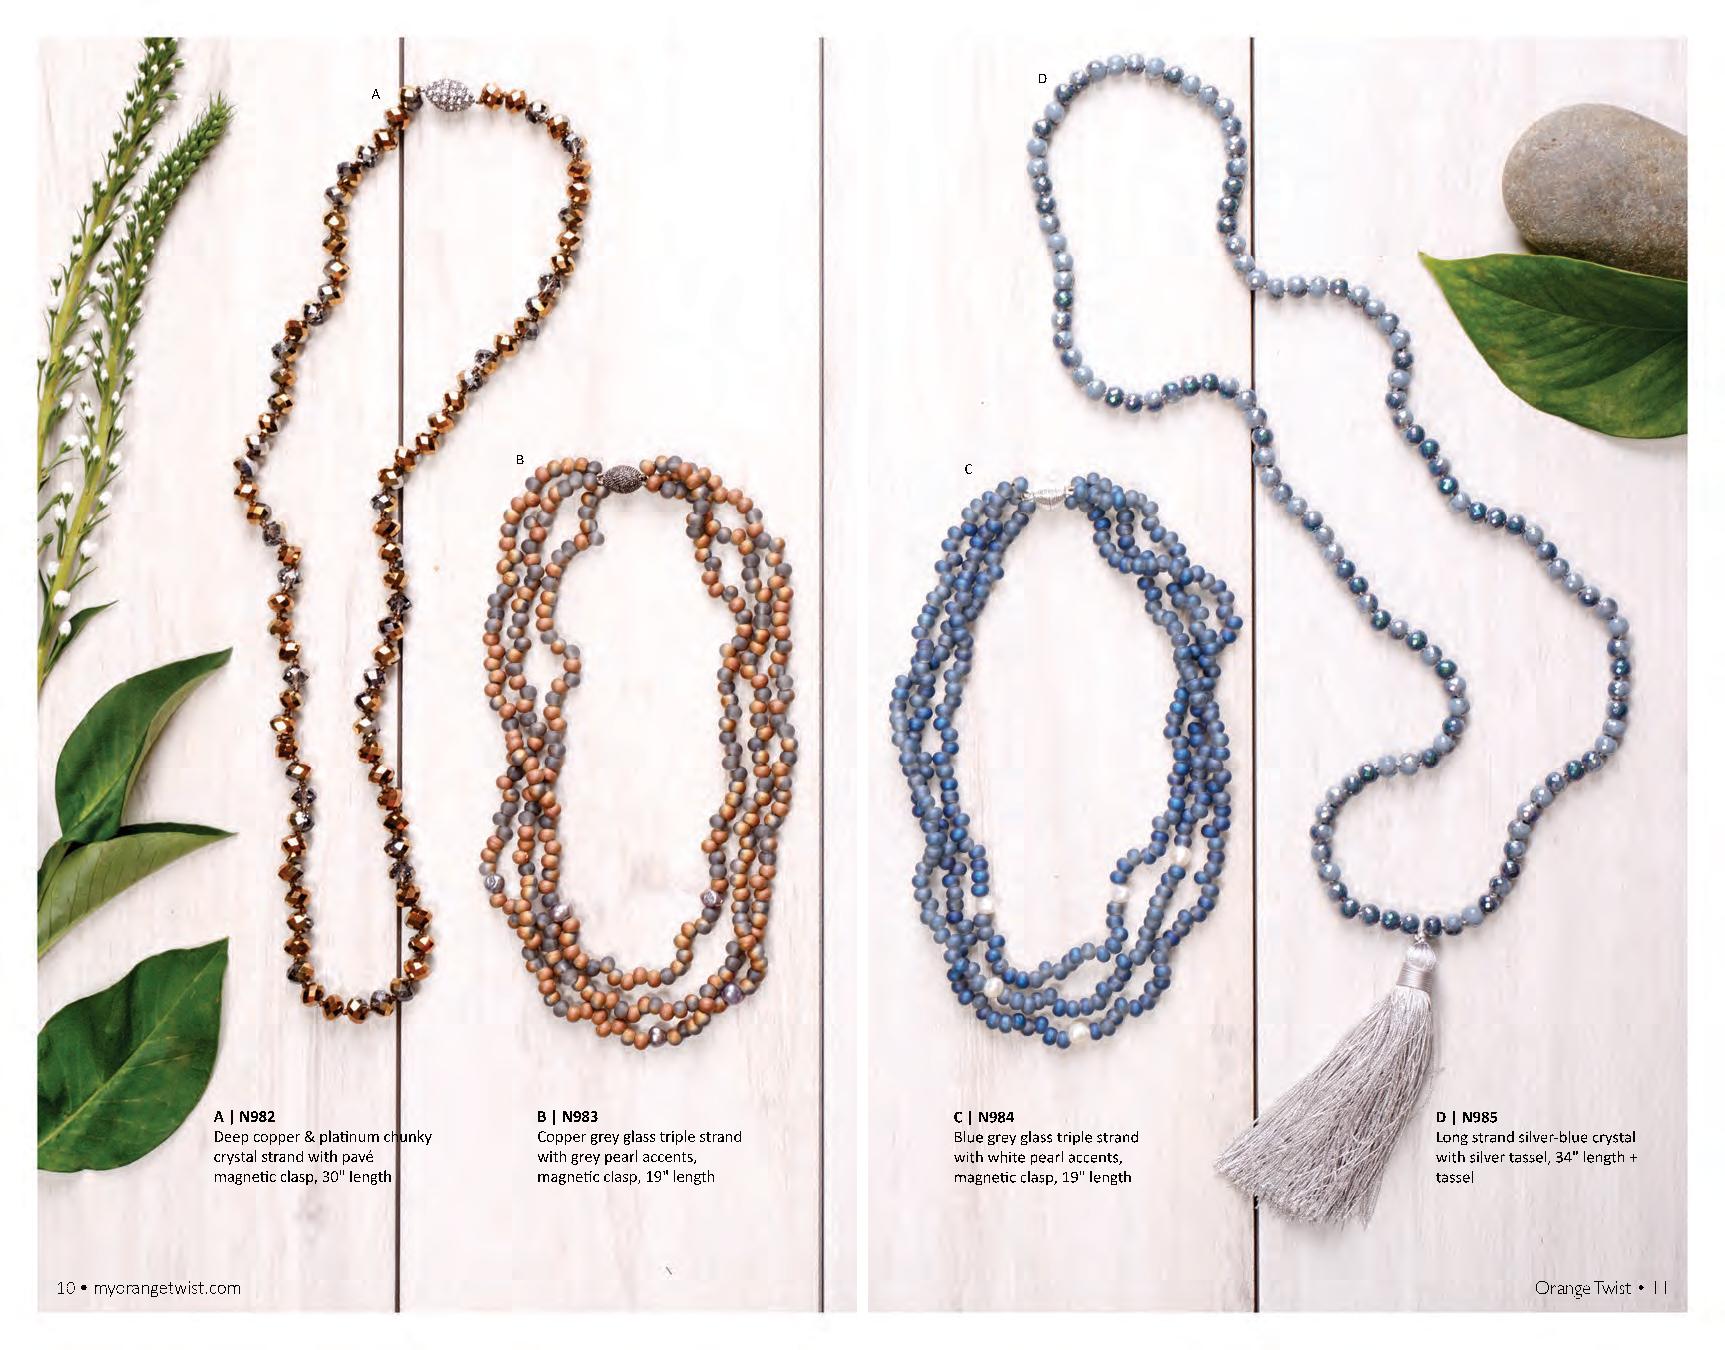 A
B
A | N982
Deep copper & platinum chunky
crystal strand with pavé
magnetic clasp, 30" length
B | N983
Copper grey glass triple strand
with grey pearl accents,
magnetic clasp, 19" length
10 • myorangetwist.com
D
C
C | N984
Blue grey glass triple strand
with white pearl accents,
magnetic clasp, 19" length
D | N985
Long strand silver-blue crystal
with silver tassel, 34" length +
tassel
Orange Twist • 11